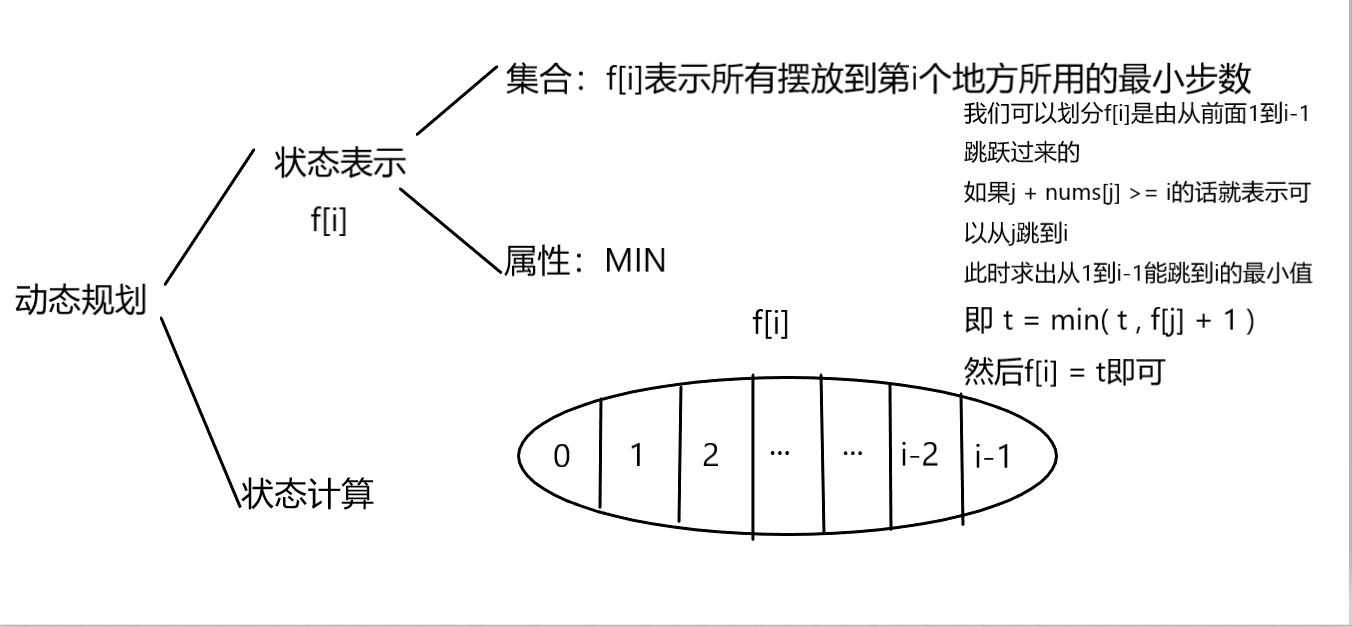 集合：f[i]表示所有摆放到第i个地方所用的最小步数
我们可以划分f[i]是由从前面1到i-1
跳跃过来的
如果j + nums[j] >= i的话就表示可
以从j跳到i
此时求出从1到i-1能跳到i的最小值
即 t = min( t , f[j] + 1 )
然后f[i] = t即可
状态表示
f[i]
属性：MIN
动态规划
f[i]
0 1 2 ... ... i-2 i-1
状态计算